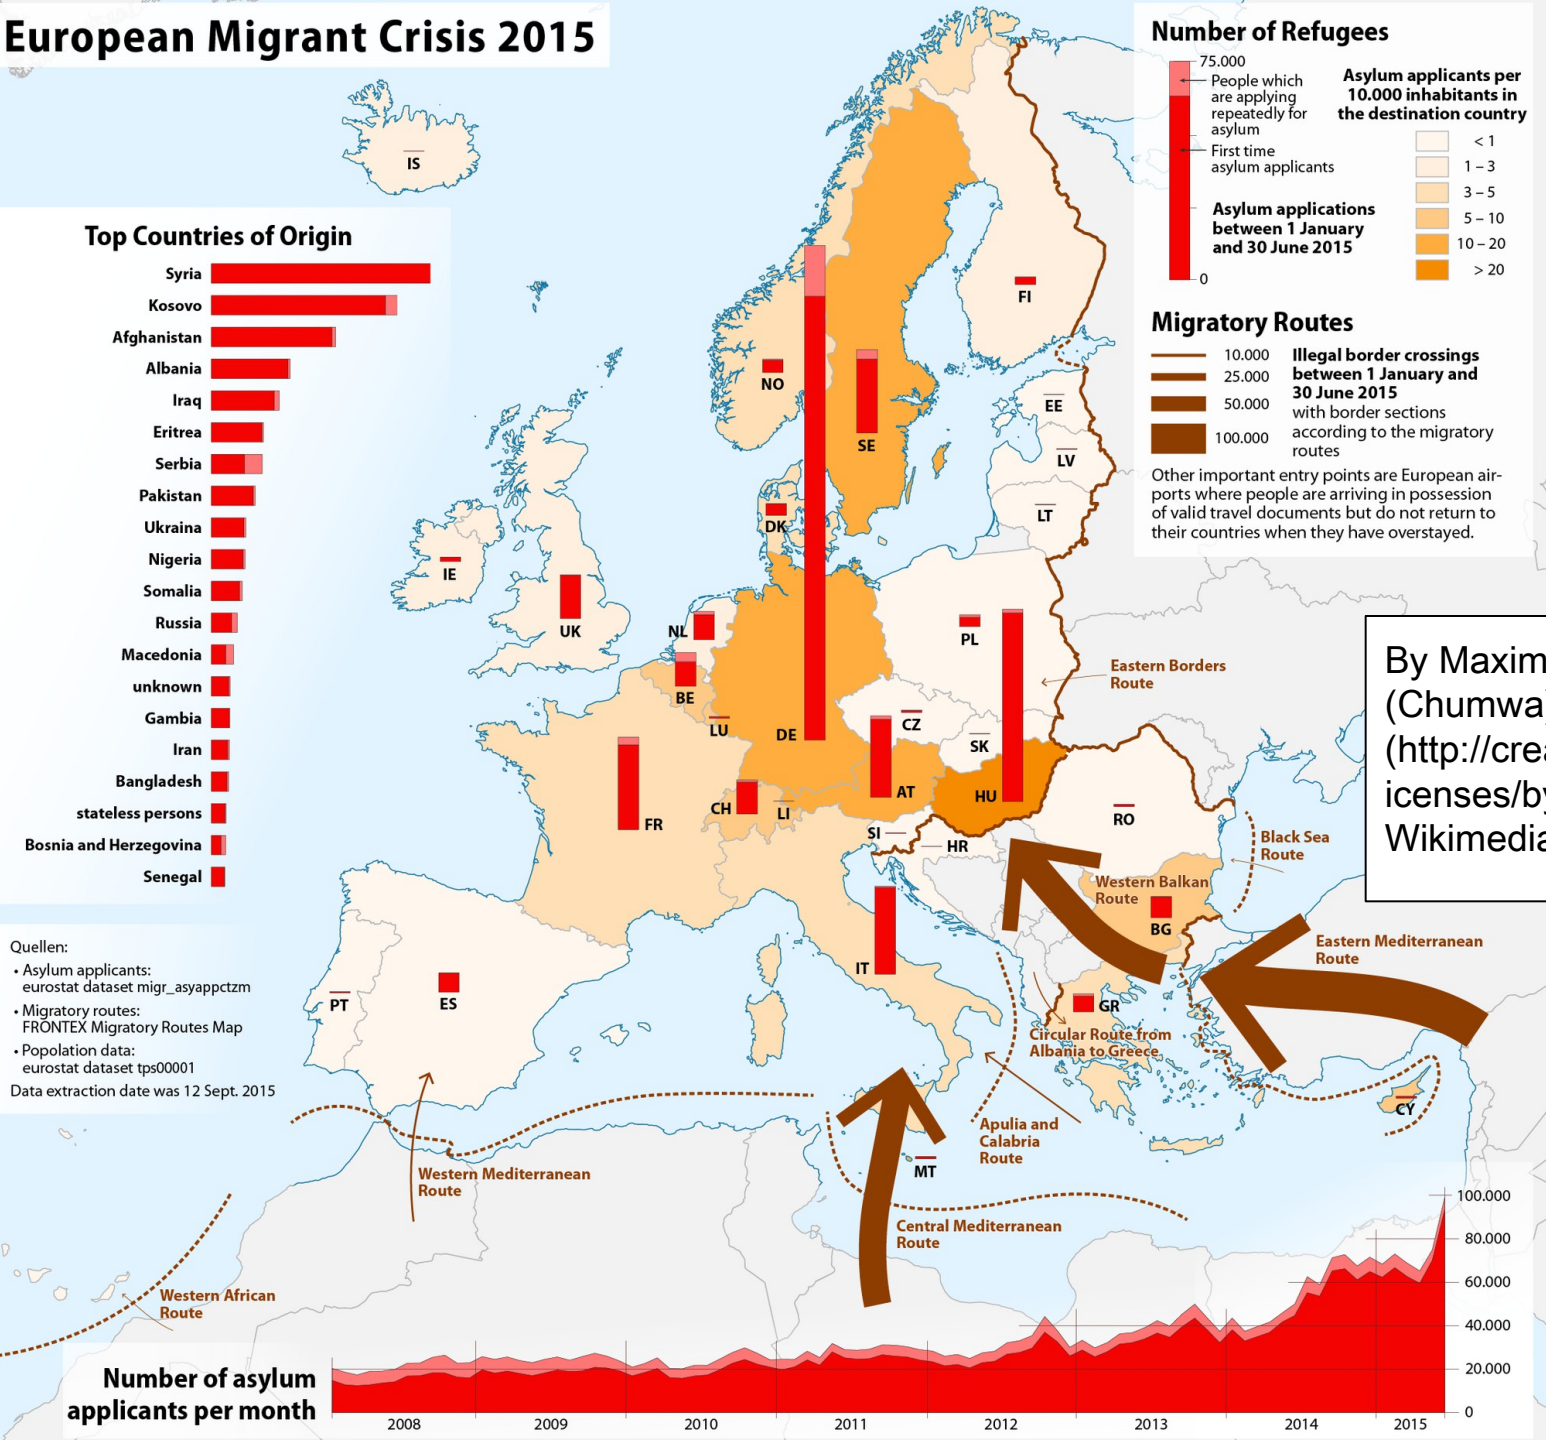 European Migrant Crisis 2015
Number of Refugees
75.000
People which
are applying
repeatedly for
asylum
First time
asylum applicants
Asylum applications
between 1 January
and 30 June 2015
0
Asylum applicants per
10.000 inhabitants in
the destination country
< 1
1 – 3
3 – 5
5 – 10
10 – 20
> 20
Migratory Routes
10.000
25.000
50.000
100.000
Illegal border crossings
between 1 January and
30 June 2015
with border sections
according to the migratory
routes
Other important entry points are European air-
ports where people are arriving in possession
of valid travel documents but do not return to
their countries when they have overstayed.
Top Countries of Origin
Syria
Kosovo
Afghanistan
Albania
Iraq
Eritrea
Serbia
Pakistan
Ukraina
Nigeria
Somalia
Russia
Macedonia
unknown
Gambia
Iran
Bangladesh
stateless persons
Bosnia and Herzegovina
Senegal
Quellen:
• Asylum applicants:
eurostat dataset migr_asyappctzm
• Migratory routes:
FRONTEX Migratory Routes Map
• Popolation data:
eurostat dataset tps00001
Data extraction date was 12 Sept. 2015
IS
FI
NO
SE
EE
LV
LT
DK
IE
UK
NL
BE
LU
DE
PL
CZ
SK
AT
HU
CH
LI
FR
SI
HR
RO
BG
IT
GR
PT
ES
MT
CY
Eastern Borders
Route
Black Sea
Route
Western Balkan
Route
Eastern Mediterranean
Route
Circular Route from
Albania to Greece
Apulia and
Calabria
Route
Central Mediterranean
Route
Western Mediterranean
Route
Western African
Route
By Maxim
(Chumwa
(http://crea
icenses/by
Wikimedia
Number of asylum
applicants per month
100.000
80.000
60.000
40.000
20.000
0
2008
2009
2010
2011
2012
2013
2014
2015